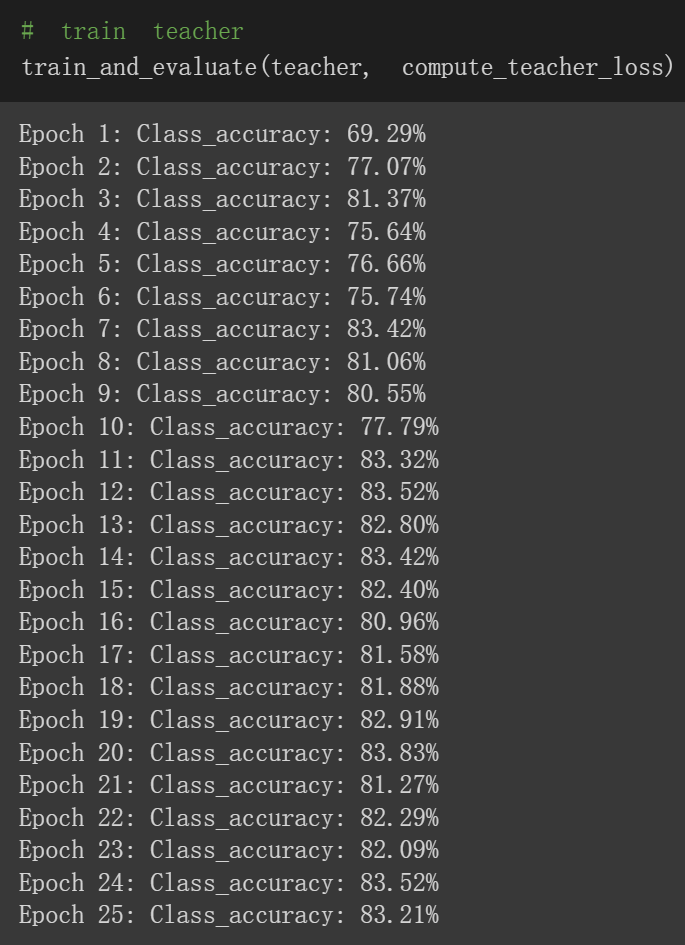 # train teacher
train_and_evaluate(teacher, compute_teacher_loss)
Epoch 1: Class_accuracy: 69.29%
Epoch 2: Class_accuracy: 77.07%
Epoch 3: Class_accuracy: 81.37%
Epoch 4: Class_accuracy: 75.64%
Epoch 5: Class_accuracy: 76.66%
Epoch 6: Class_accuracy: 75.74%
Epoch 7: Class_accuracy: 83.42%
Epoch 8: Class_accuracy: 81.06%
Epoch 9: Class_accuracy: 80.55%
Epoch 10: Class_accuracy: 77.79%
Epoch 11: Class_accuracy: 83.32%
Epoch 12: Class_accuracy: 83.52%
Epoch 13: Class_accuracy: 82.80%
Epoch 14: Class_accuracy: 83.42%
Epoch 15: Class_accuracy: 82.40%
Epoch 16: Class_accuracy: 80.96%
Epoch 17: Class_accuracy: 81.58%
Epoch 18: Class_accuracy: 81.88%
Epoch 19: Class_accuracy: 82.91%
Epoch 20: Class_accuracy: 83.83%
Epoch 21: Class_accuracy: 81.27%
Epoch 22: Class_accuracy: 82.29%
Epoch 23: Class_accuracy: 82.09%
Epoch 24: Class_accuracy: 83.52%
Epoch 25: Class_accuracy: 83.21%